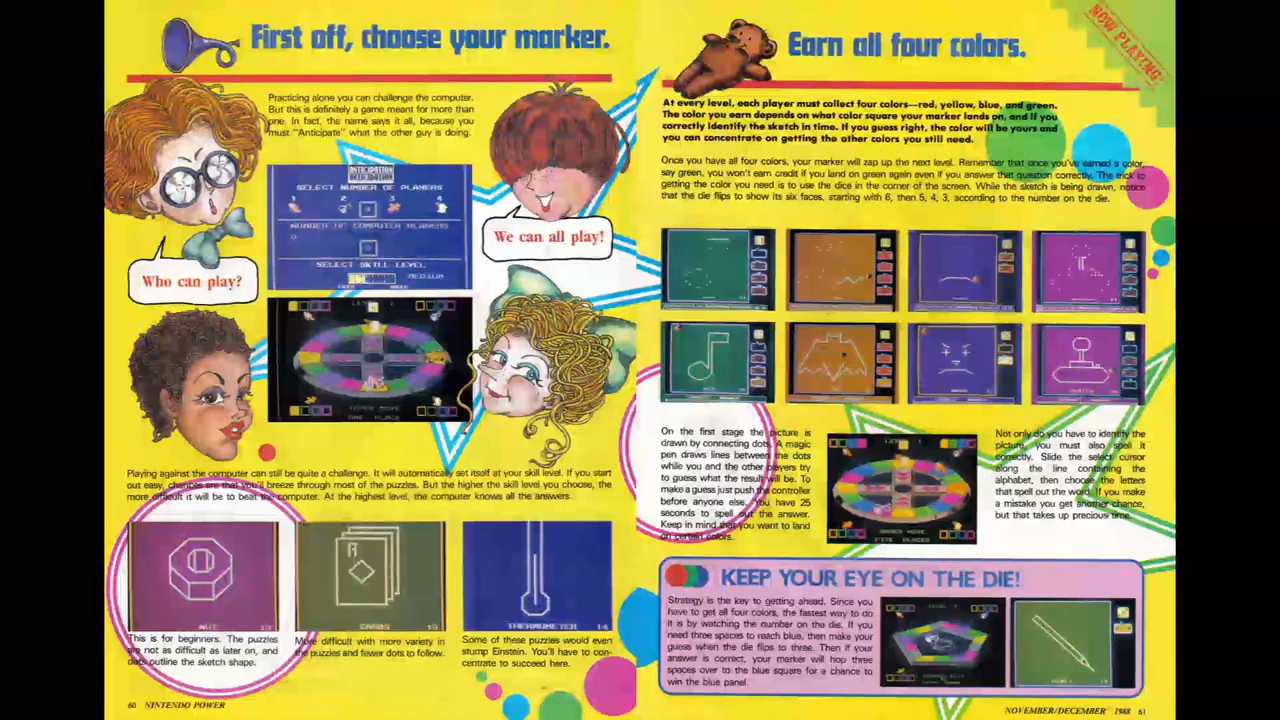 First off, choose your marker.
Practicing alone you can challenge the computer.
But this is definitely a game meant for more than
one. In fact, the name says it all, because you
must "Anticipate" what the other guy is doing.
ANTICIPATION
SELECT NUMBER OF PLAYERS
1 2 3 4
NUMBER OF COMPUTER PLAYERS
0
SELECT SKILL LEVEL
MEDIUM
Who can play?
We can all play!
Playing against the computer can still be quite a challenge. It will automatically set itself at your skill level. If you start
out easy, chances are that you'll breeze through most of the puzzles. But the higher the skill level you choose, the
more difficult it will be to beat the computer. At the highest level, the computer knows all the answers.
NUT
CARDS
THERMOMETER 14
This is for beginners. The puzzles
are not as difficult as later on, and
dots outline the sketch shape.
More difficult with more variety in
the puzzles and fewer dots to follow.
Some of these puzzles would even
stump Einstein. You'll have to con-
centrate to succeed here.
60 NINTENDO POWER
Earn all four colors.
NOW PLAYING
At every level, each player must collect four colors—red, yellow, blue, and green.
The color you earn depends on what color square your marker lands on, and if you
correctly identify the sketch in time. If you guess right, the color will be yours and
you can concentrate on getting the other colors you still need.
Once you have all four colors, your marker will zap up the next level. Remember that once you've earned a color,
say green, you won't earn credit if you land on green again even if you answer that question correctly. The trick to
getting the color you need is to use the dice in the corner of the screen. While the sketch is being drawn, notice
that the die flips to show its six faces, starting with 6, then 5, 4, 3, according to the number on the die.
On the first stage the picture is
drawn by connecting dots. A magic
pen draws lines between the dots
while you and the other players try
to guess what the result will be. To
make a guess just push the controller
before anyone else. You have 25
seconds to spell out the answer.
Keep in mind that you want to land
on certain colors.
Not only do you have to identify the
picture, you must also spell it
correctly. Slide the select cursor
along the line containing the
alphabet, then choose the letters
that spell out the word. If you make
a mistake you get another chance,
but that takes up precious time.
KEEP YOUR EYE ON THE DIE!
Strategy is the key to getting ahead. Since you
have to get all four colors, the fastest way to do
it is by watching the number on the die. If you
need three spaces to reach blue, then make your
guess when the die flips to three. Then if your
answer is correct, your marker will hop three
spaces over to the blue square for a chance to
win the blue panel.
NOVEMBER/DECEMBER 1988 61